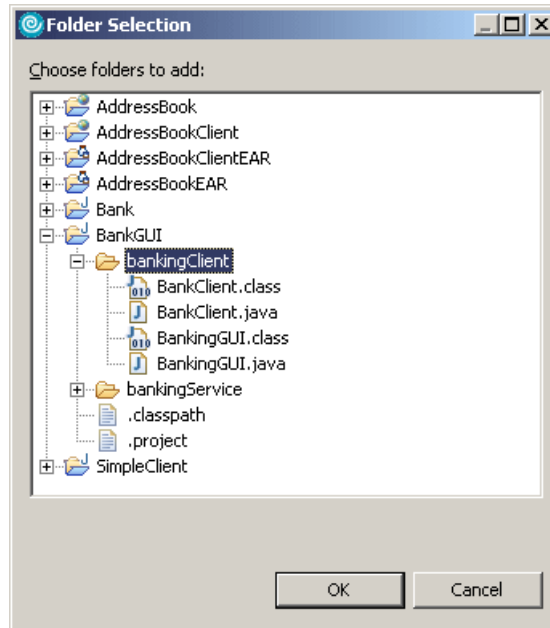 Folder Selection
Choose folders to add:
AddressBook
AddressBookClient
AddressBookClientEAR
AddressBookEAR
Bank
BankGUI
bankingClient
BankClient.class
BankClient.java
BankingGUI.class
BankingGUI.java
bankingService
.classpath
.project
SimpleClient
OK Cancel